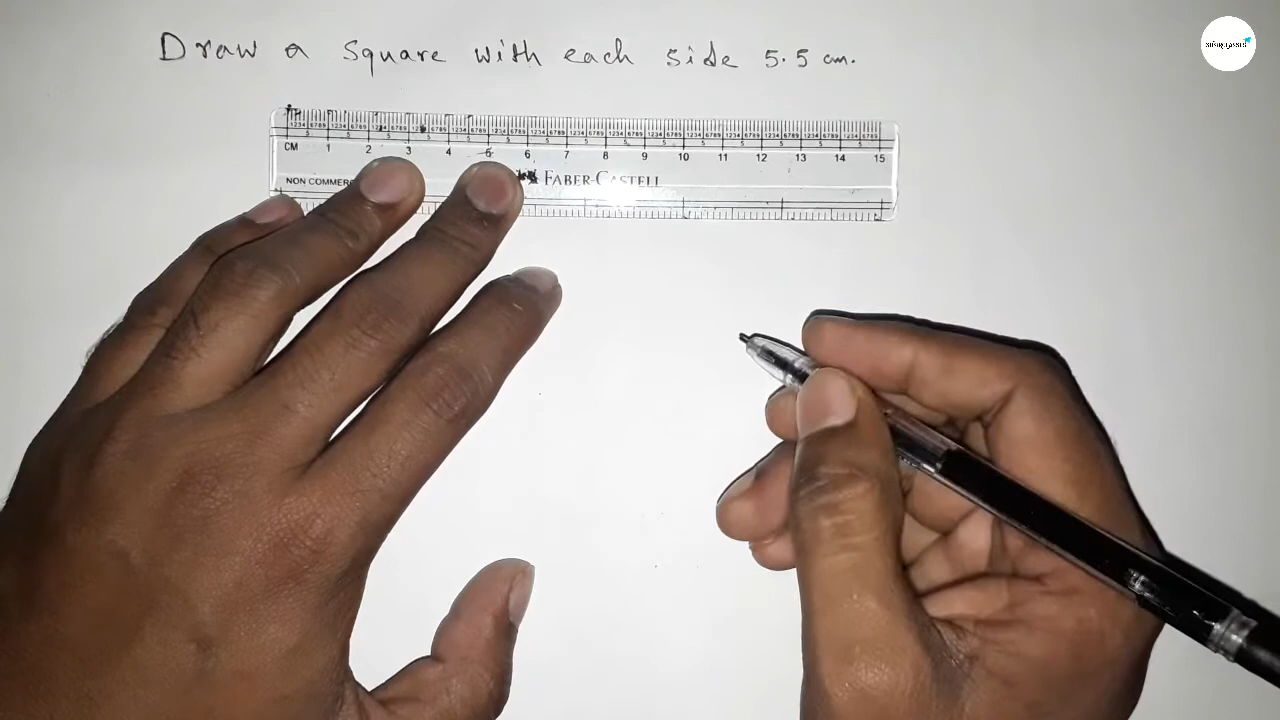 Draw a square with each side 5.5 cm.
CM 1 2 3 4 5 6 7 8 9 10 11 12 13 14 15
NON COMMER FABER-CASTELL